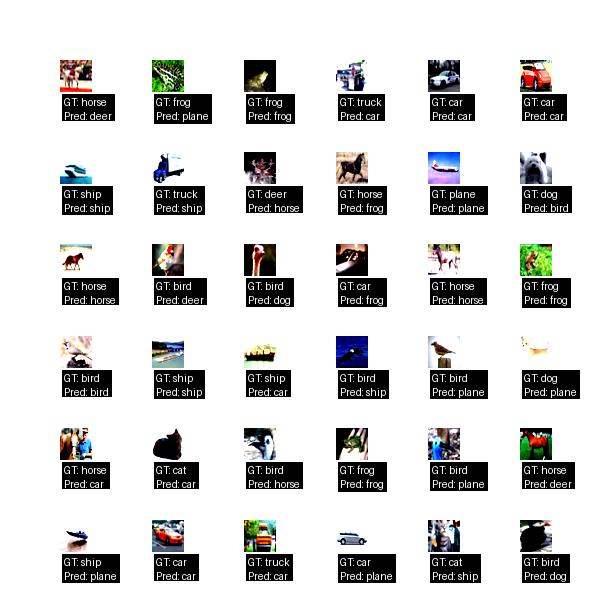 GT: horse
Pred: deer
GT: frog
Pred: plane
GT: frog
Pred: frog
GT: truck
Pred: car
GT: car
Pred: car
GT: car
Pred: car
GT: ship
Pred: ship
GT: truck
Pred: ship
GT: deer
Pred: horse
GT: horse
Pred: frog
GT: plane
Pred: plane
GT: dog
Pred: bird
GT: horse
Pred: horse
GT: bird
Pred: deer
GT: bird
Pred: dog
GT: car
Pred: frog
GT: horse
Pred: horse
GT: frog
Pred: frog
GT: bird
Pred: bird
GT: ship
Pred: ship
GT: ship
Pred: car
GT: bird
Pred: ship
GT: bird
Pred: plane
GT: dog
Pred: plane
GT: horse
Pred: car
GT: cat
Pred: car
GT: bird
Pred: horse
GT: frog
Pred: frog
GT: bird
Pred: plane
GT: horse
Pred: deer
GT: ship
Pred: plane
GT: car
Pred: car
GT: truck
Pred: car
GT: car
Pred: plane
GT: cat
Pred: ship
GT: bird
Pred: dog